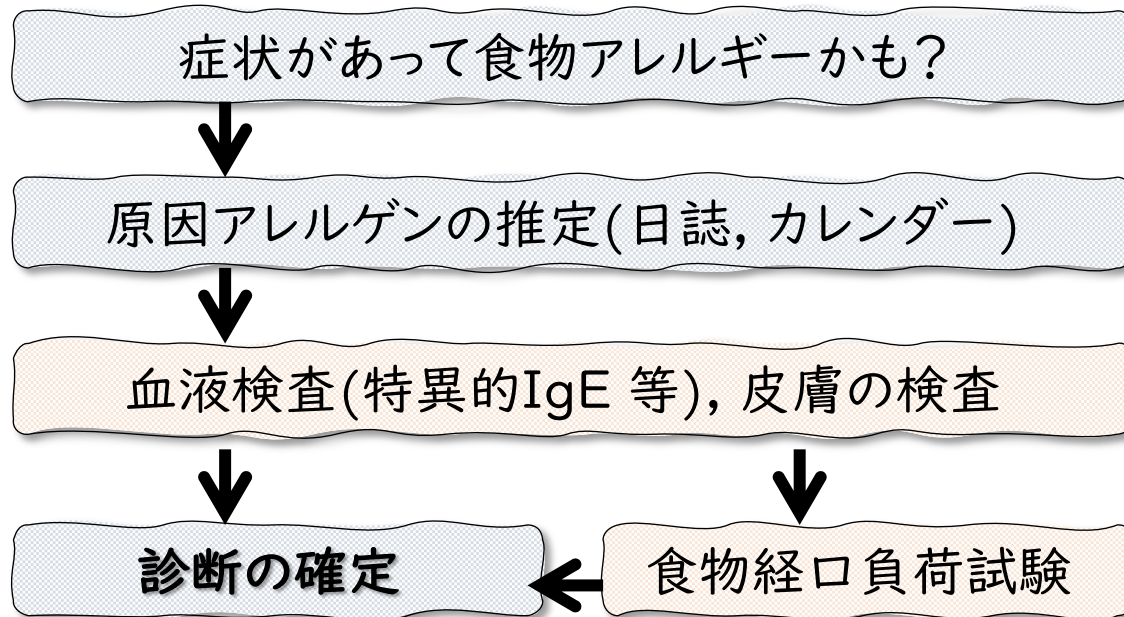 症状があって食物アレルギーかも?
原因アレルゲンの推定(日誌, カレンダー)
血液検査(特異的IgE 等), 皮膚の検査
診断の確定
食物経口負荷試験